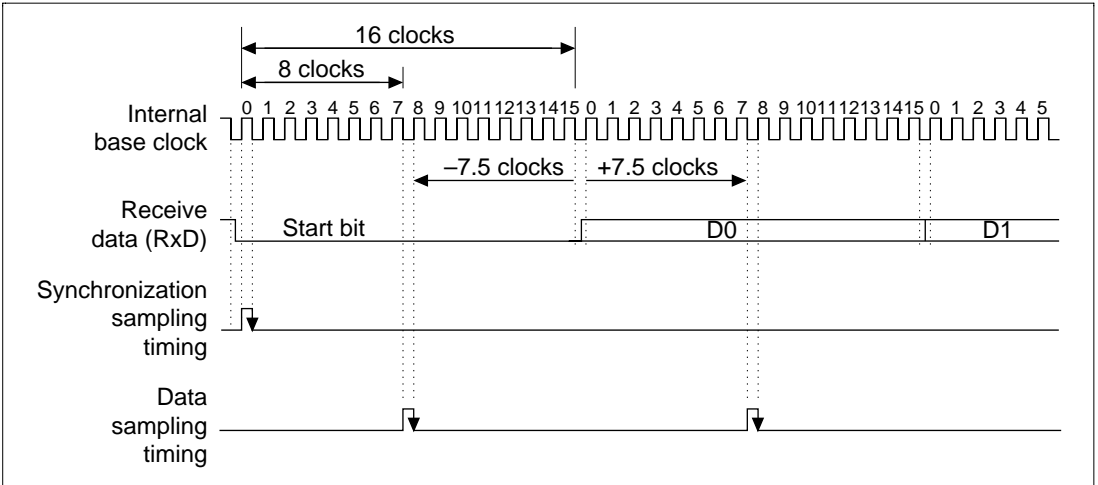 16 clocks
8 clocks
0 1 2 3 4 5 6 7 8 9 10 11 12 13 14 15 0 1 2 3 4 5 6 7 8 9 10 11 12 13 14 15 0 1 2 3 4 5
Internal
base clock
–7.5 clocks +7.5 clocks
Receive
data (RxD)
Start bit D0 D1
Synchronization
sampling
timing
Data
sampling
timing